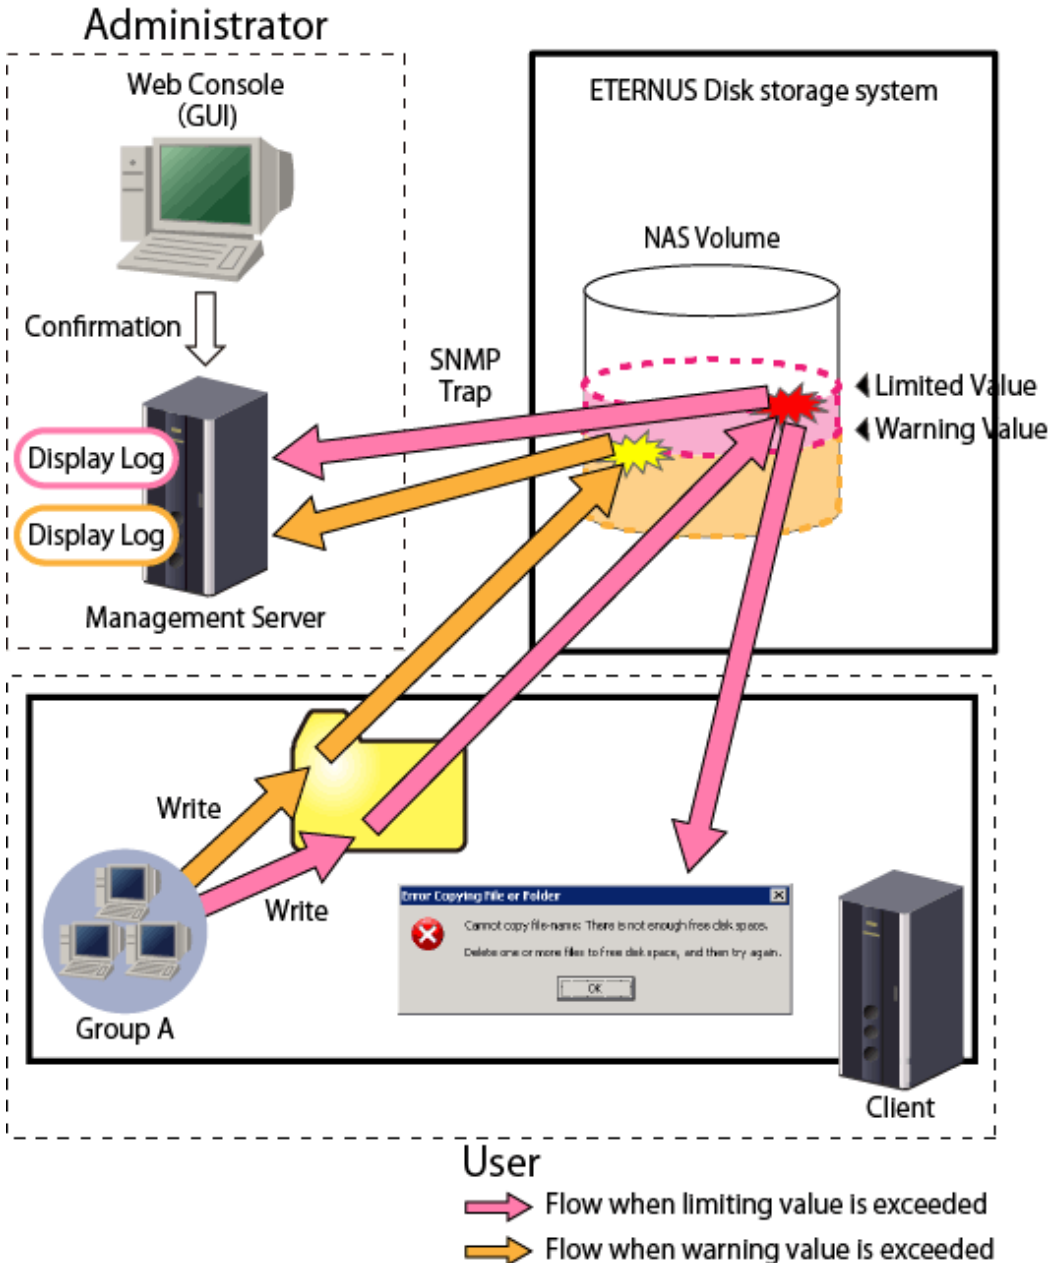 Administrator
Web Console
(GUI)
Confirmation
Display Log
Display Log
Management Server
SNMP
Trap
ETERNUS Disk storage system
NAS Volume
Limited Value
Warning Value
Write
Write
Group A
Error Copying File or Folder
Cannot copy file-name: There is not enough free disk space.
Delete one or more files to free disk space, and then try again.
OK
Client
User
Flow when limiting value is exceeded
Flow when warning value is exceeded